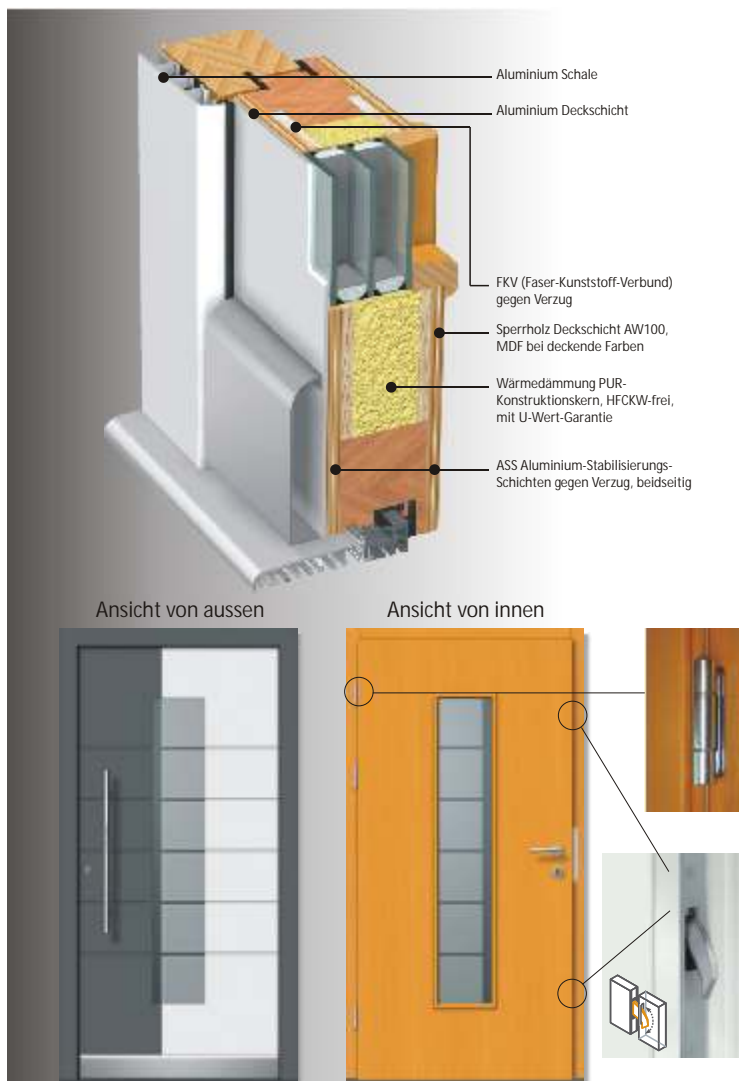 Aluminium Schale
Aluminium Deckschicht
FKV (Faser-Kunststoff-Verbund)
gegen Verzug
Sperrholz Deckschicht AW100,
MDF bei deckende Farben
Wärmedämmung PUR-
Konstruktionskern, HFCKW-frei,
mit U-Wert-Garantie
ASS Aluminium-Stabilisierungs-
Schichten gegen Verzug, beidseitig
Ansicht von aussen
Ansicht von innen